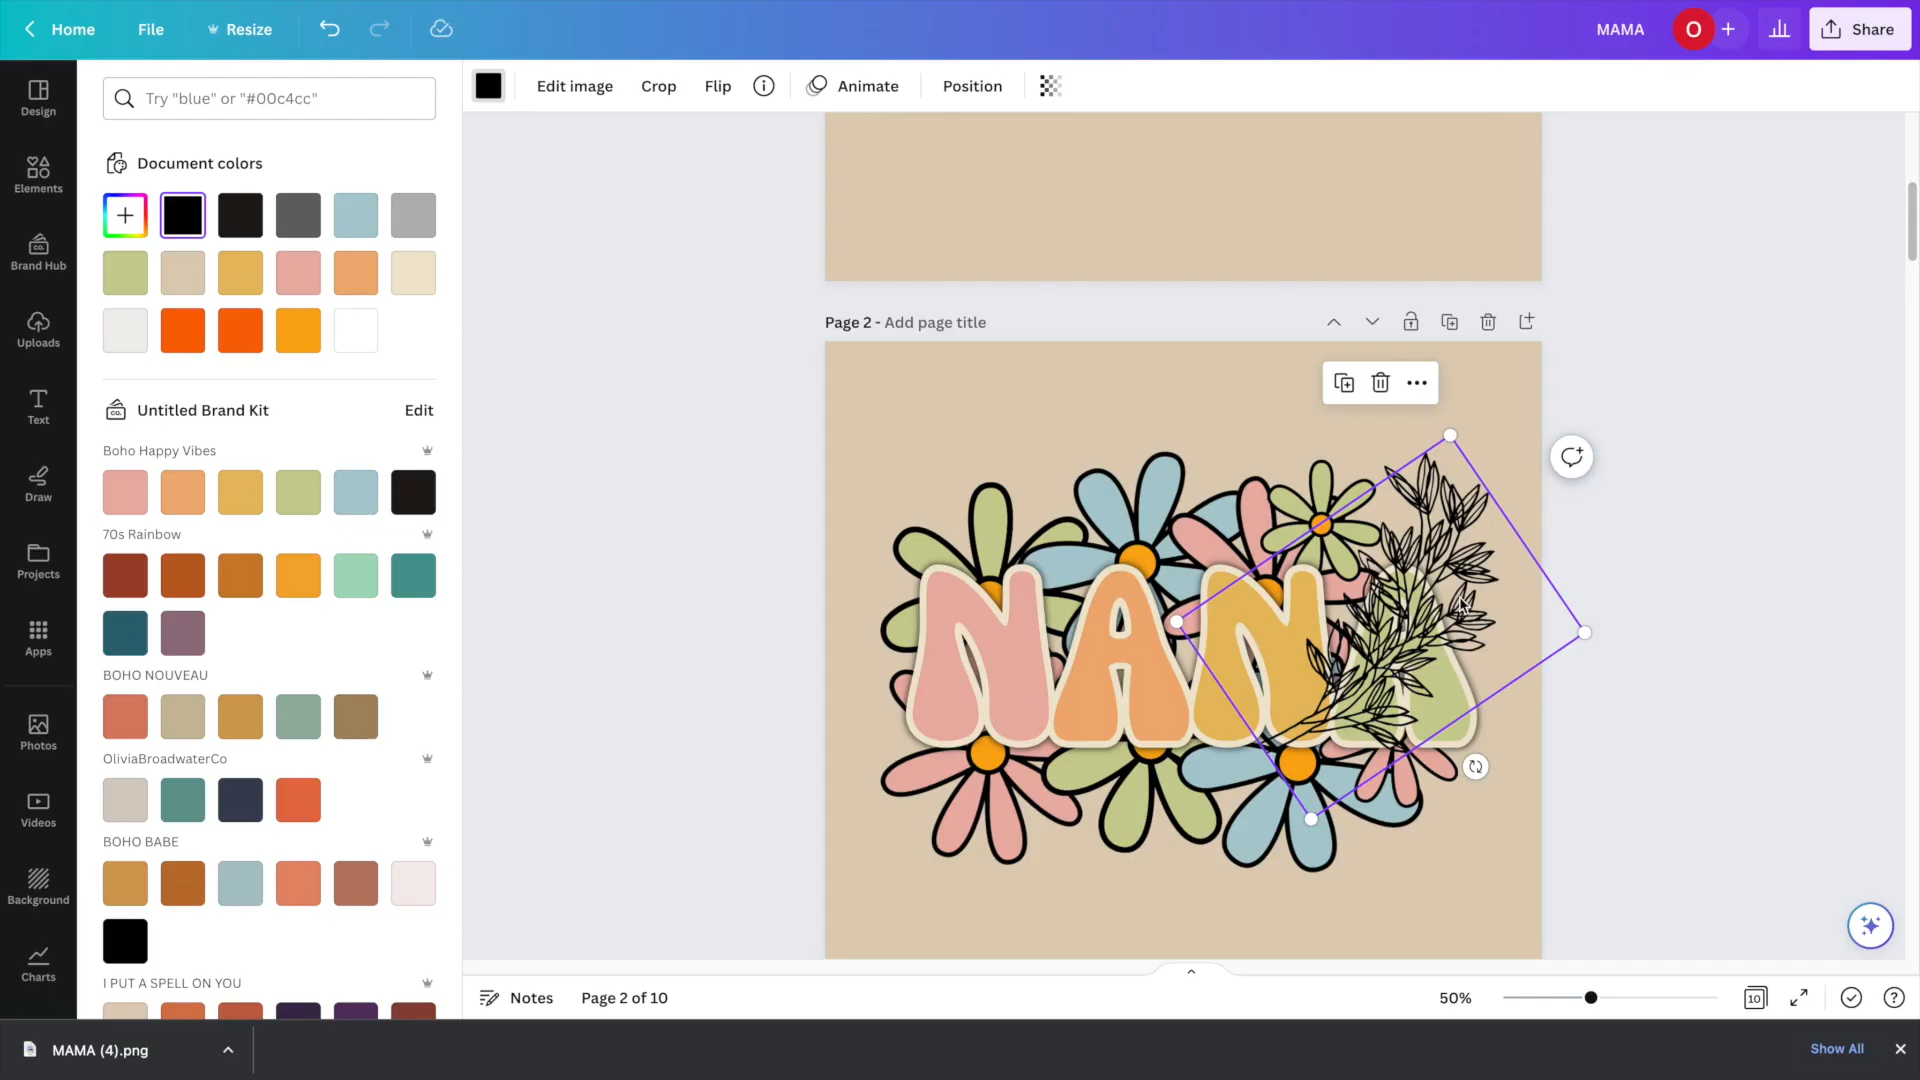 Home
File
Resize
MAMA
O
Share
Design
Elements
Brand Hub
CO.
Uploads
Text
Draw
Projects
Apps
Photos
Videos
Background
Charts
Try "blue" or "#00c4cc"
Document colors
CO.
Untitled Brand Kit
Edit
Boho Happy Vibes
70s Rainbow
BOHO NOUVEAU
OliviaBroadwaterCo
BOHO BABE
I PUT A SPELL ON YOU
Edit image
Crop
Flip
Animate
Position
Page 2 - Add page title
NANA
Notes
Page 2 of 10
50%
10
MAMA (4).png
Show All